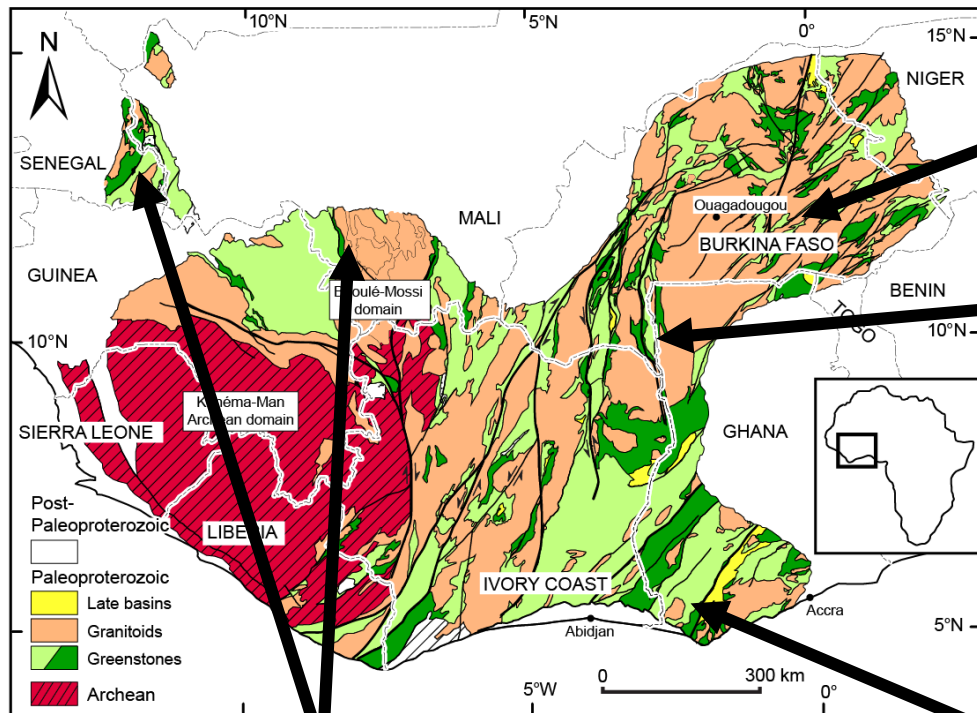 10°W
5°W
0°
15°N
N
NIGER
SENEGAL
MALI
Ouagadougou
BURKINA FASO
GUINEA
domain
BENIN
TOGO
10°N
10°N
Archean domain
SIERRA LEONE
GHANA
Post-
Paleoproterozoic
LIBERIA
Paleoproterozoic
Late basins
IVORY COAST
Granitoids
Accra
Greenstones
Abidjan
5°N
Archean
0
300 km
5°W
0°